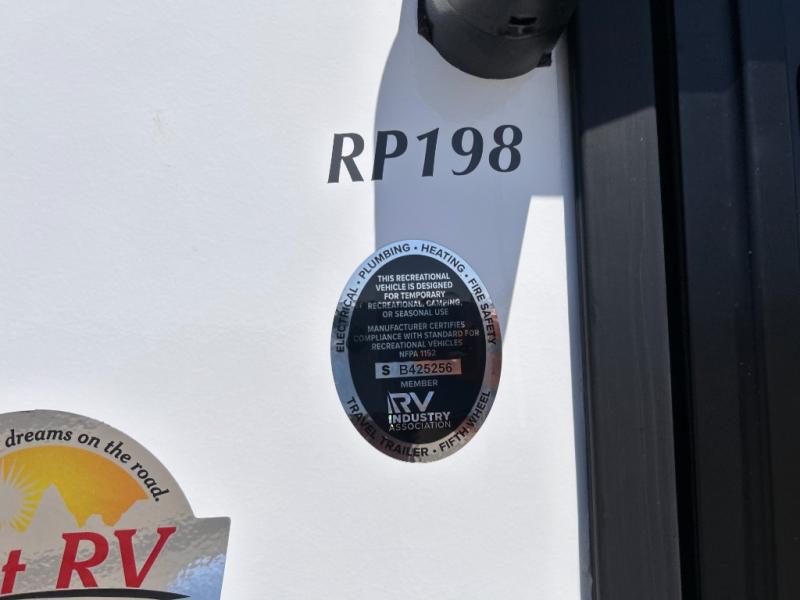 RP198
ELECTRICAL • PLUMBING • HEATING • FIRE SAFETY
THIS RECREATIONAL
VEHICLE IS DESIGNED
FOR TEMPORARY
RECREATIONAL, CAMPING,
OR SEASONAL USE
MANUFACTURER CERTIFIES
COMPLIANCE WITH STANDARD FOR
RECREATIONAL VEHICLES
NFPA 1192
S B425256
MEMBER
RV
INDUSTRY
ASSOCIATION
TRAVEL TRAILER • FIFTH WHEEL
dreams on the road.
t RV